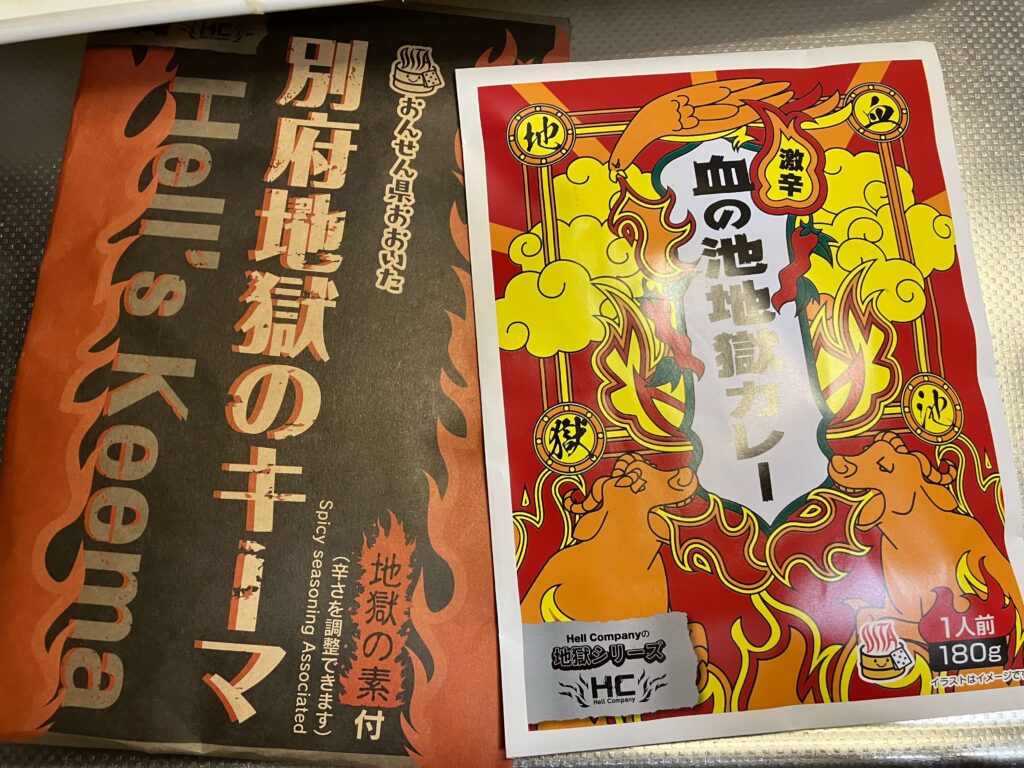 HC
Hell's Keema
別府地獄のキーマ
おんせん県おおいた
地獄の素付
(辛さを調整できます)
Spicy seasoning Associated
地
血
獄
池
激辛
血の池地獄カレー
Hell Companyの
地獄シリーズ
HC
Hell Company
OITA
1人前
180g
イラストはイメージです